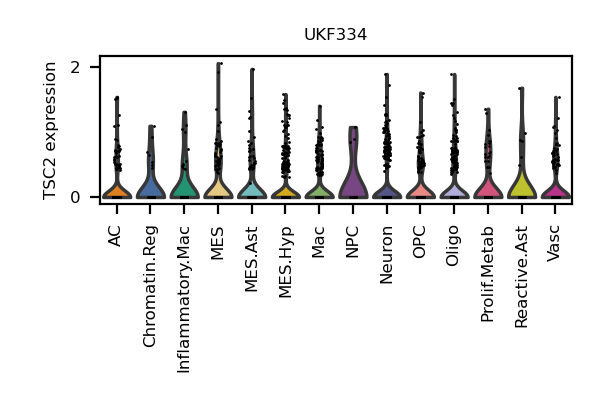 UKF334
TSC2 expression
2
0
AC
Chromatin.Reg
Inflammatory.Mac
MES
MES.Ast
MES.Hyp
Mac
NPC
Neuron
OPC
Oligo
Prolif.Metab
Reactive.Ast
Vasc